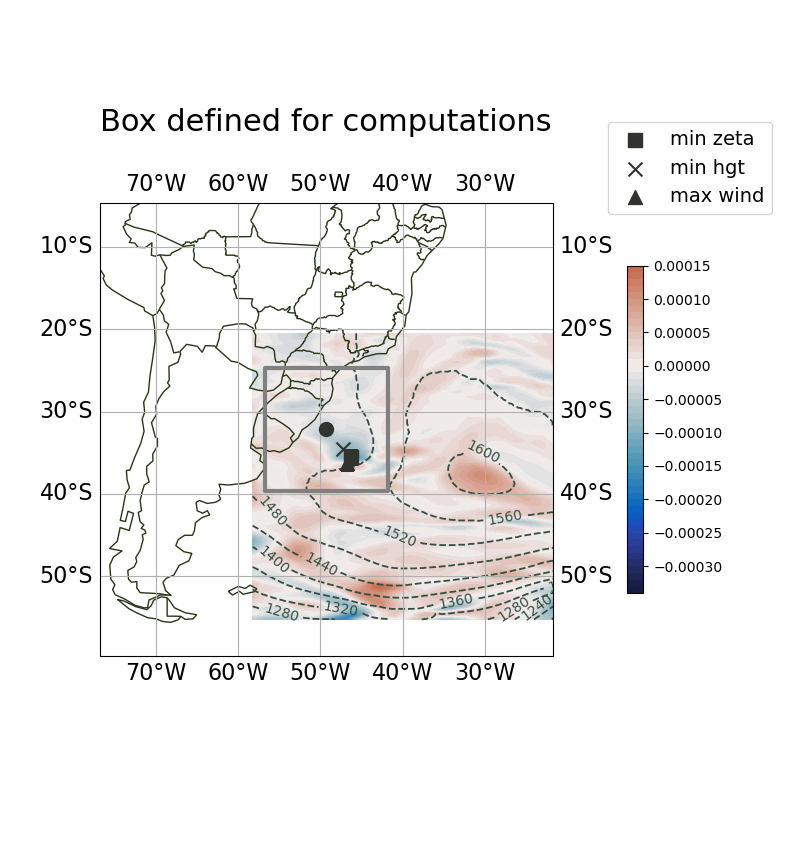 Box defined for computations
min zeta
min hgt
max wind
70°W 60°W 50°W 40°W 30°W
10°S 10°S
20°S 20°S
30°S 30°S
40°S 40°S
50°S 50°S
70°W 60°W 50°W 40°W 30°W
1600
1480
1560
1520
1400
1440
1360
1280
1320
1280
1240
0.00015
0.00010
0.00005
0.00000
−0.00005
−0.00010
−0.00015
−0.00020
−0.00025
−0.00030